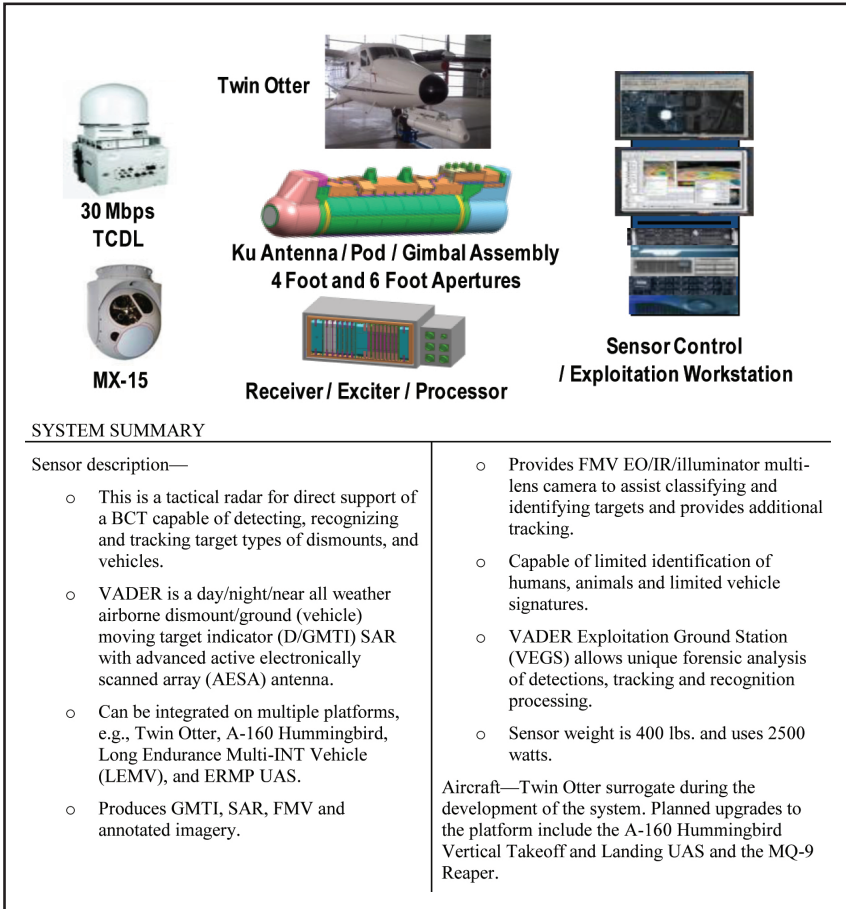 Twin Otter
30 Mbps
TCDL
Ku Antenna / Pod / Gimbal Assembly
4 Foot and 6 Foot Apertures
MX-15
Receiver / Exciter / Processor
Sensor Control
/ Exploitation Workstation
SYSTEM SUMMARY
Sensor description—
o This is a tactical radar for direct support of
a BCT capable of detecting, recognizing
and tracking target types of dismounts, and
vehicles.
o VADER is a day/night/near all weather
airborne dismount/ground (vehicle)
moving target indicator (D/GMTI) SAR
with advanced active electronically
scanned array (AESA) antenna.
o Can be integrated on multiple platforms,
e.g., Twin Otter, A-160 Hummingbird,
Long Endurance Multi-INT Vehicle
(LEMV), and ERMP UAS.
o Produces GMTI, SAR, FMV and
annotated imagery.
o Provides FMV EO/IR/illuminator multi-
lens camera to assist classifying and
identifying targets and provides additional
tracking.
o Capable of limited identification of
humans, animals and limited vehicle
signatures.
o VADER Exploitation Ground Station
(VEGS) allows unique forensic analysis
of detections, tracking and recognition
processing.
o Sensor weight is 400 lbs. and uses 2500
watts.
Aircraft—Twin Otter surrogate during the
development of the system. Planned upgrades to
the platform include the A-160 Hummingbird
Vertical Takeoff and Landing UAS and the MQ-9
Reaper.